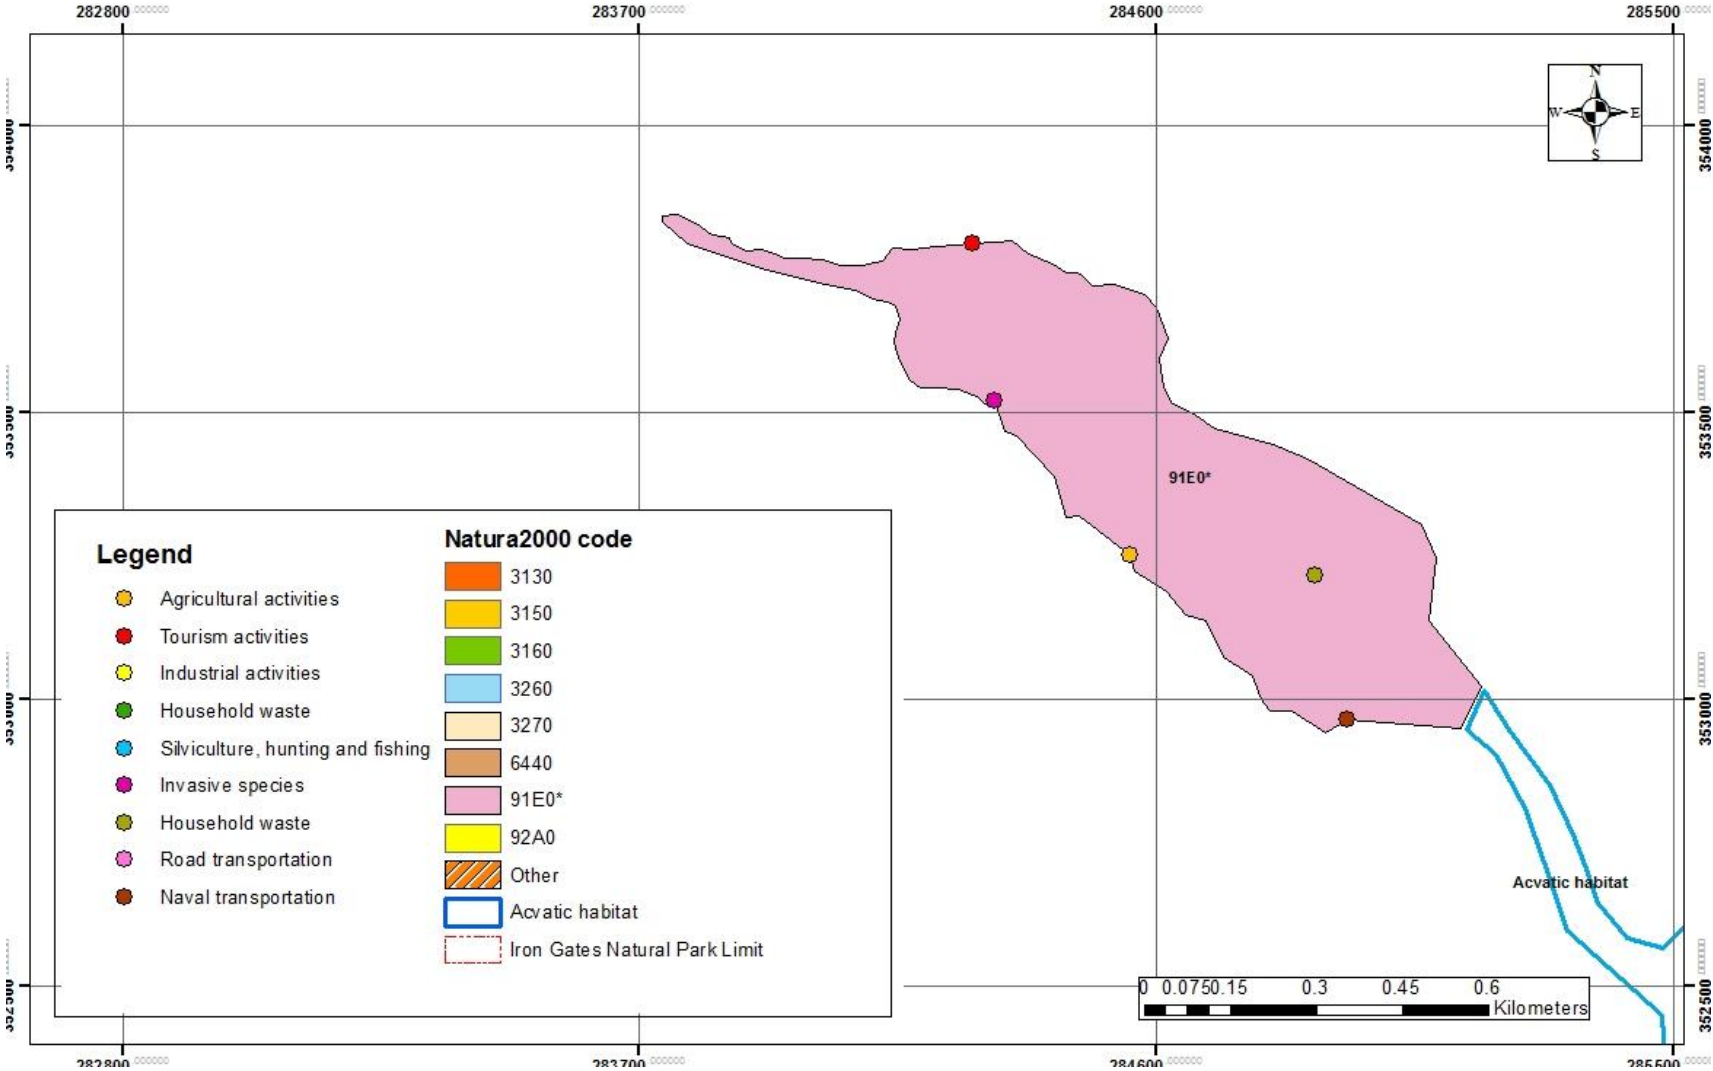 282800
283700
284600
285500
N
W E
S
354000
353500
91E0*
Legend
Agricultural activities
Tourism activities
Industrial activities
Household waste
Silviculture, hunting and fishing
Invasive species
Household waste
Road transportation
Naval transportation
Natura2000 code
3130
3150
3160
3260
3270
6440
91E0*
92A0
Other
Acvatic habitat
Iron Gates Natural Park Limit
353000
Acvatic habitat
0 0.075 0.15 0.3 0.45 0.6
Kilometers
352500
282800
283700
284600
285500